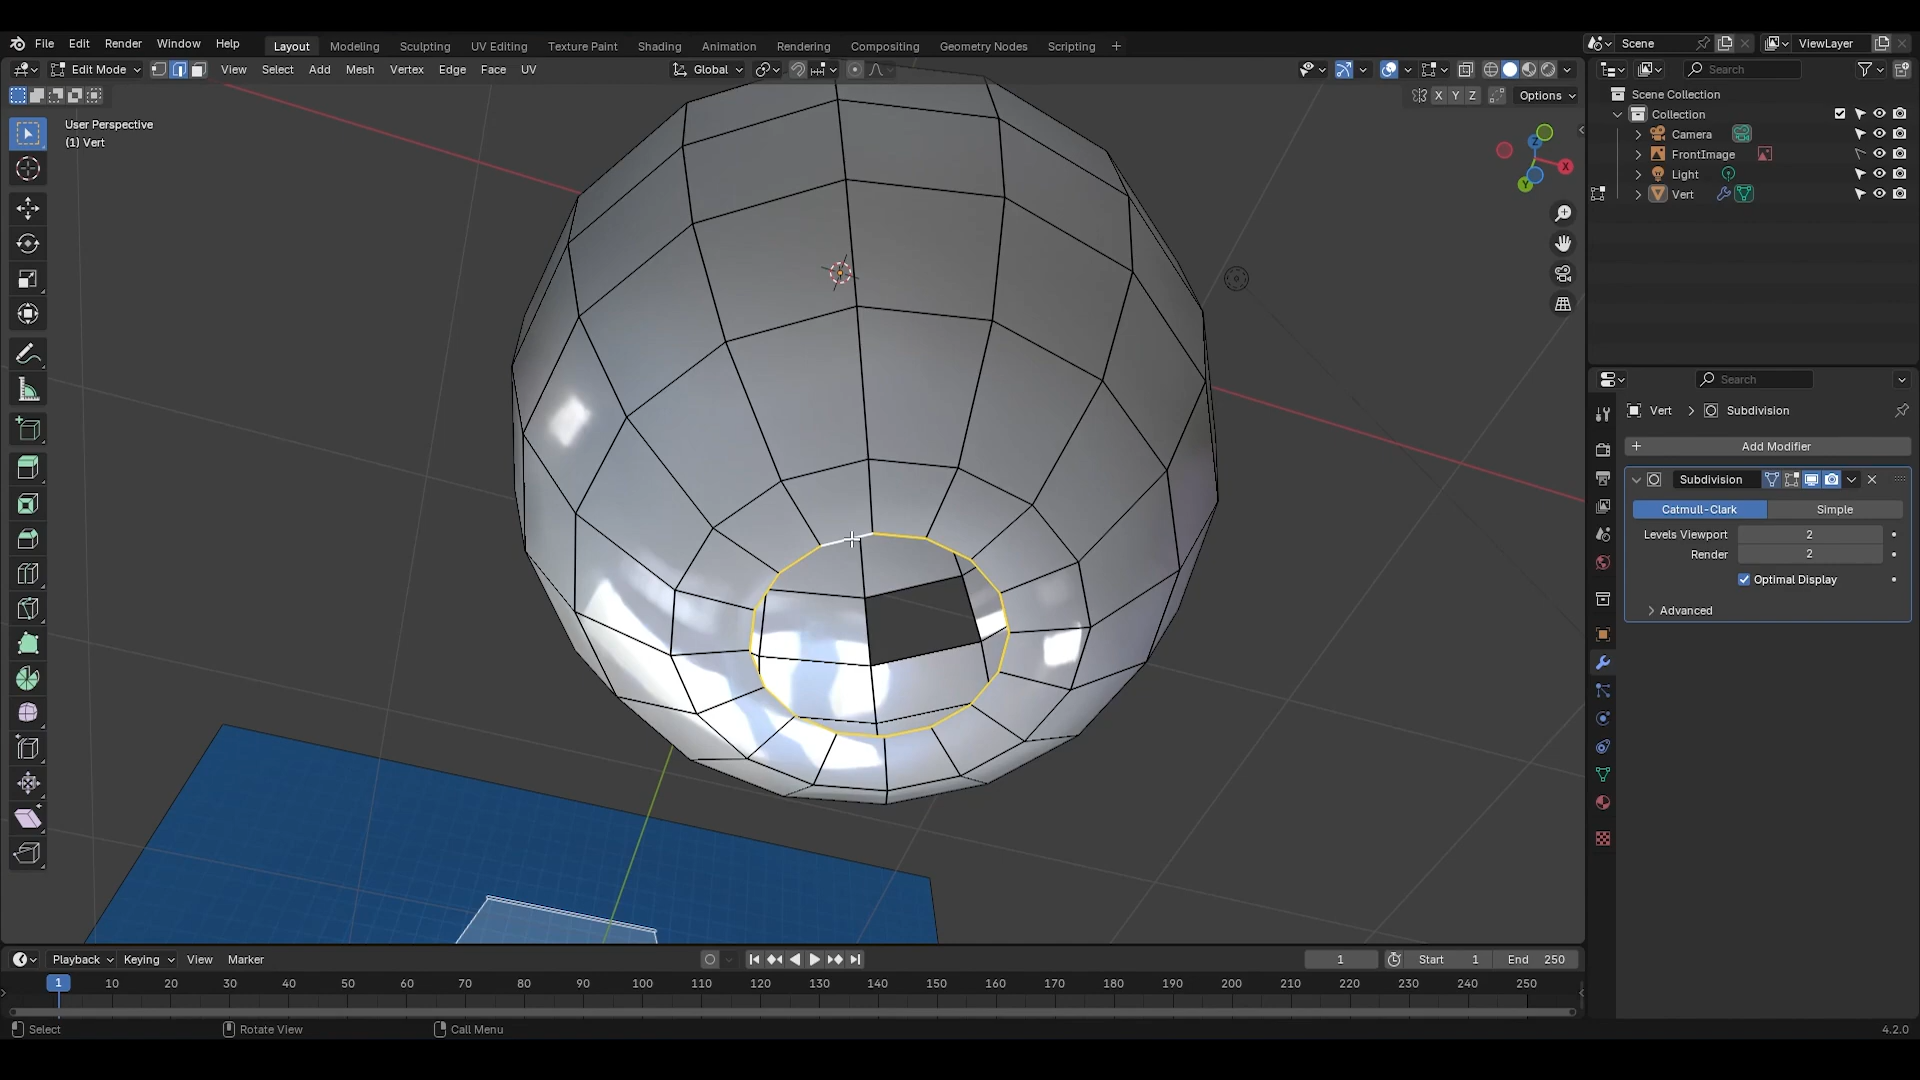 File Edit Render Window Help Layout Modeling Sculpting UV Editing Texture Paint Shading Animation Rendering Compositing Geometry Nodes Scripting + Scene ViewLayer
Edit Mode View Select Add Mesh Vertex Edge Face UV Global Search
X Y Z Options
User Perspective
(1) Vert
Scene Collection
Collection
Camera
FrontImage
Light
Vert
Z
X
Y
Search
Vert > Subdivision
+ Add Modifier
Subdivision
Catmull-Clark Simple
Levels Viewport 2
Render 2
Optimal Display
Advanced
Playback Keying View Marker 1 Start 1 End 250
1 10 20 30 40 50 60 70 80 90 100 110 120 130 140 150 160 170 180 190 200 210 220 230 240 250
Select Rotate View Call Menu 4.2.0